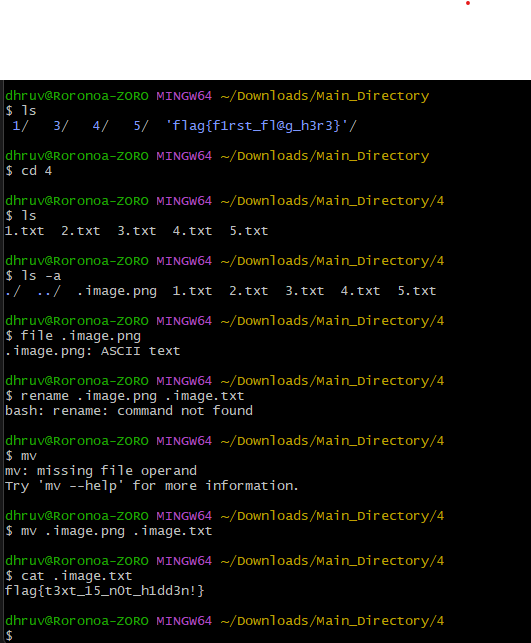 dhruv@Roronoa-ZORO MINGW64 ~/Downloads/Main_Directory
$ ls
1/ 3/ 4/ 5/ 'flag{f1rst_fl@g_h3r3}'/
dhruv@Roronoa-ZORO MINGW64 ~/Downloads/Main_Directory
$ cd 4
dhruv@Roronoa-ZORO MINGW64 ~/Downloads/Main_Directory/4
$ ls
1.txt 2.txt 3.txt 4.txt 5.txt
dhruv@Roronoa-ZORO MINGW64 ~/Downloads/Main_Directory/4
$ ls -a
./ ../ .image.png 1.txt 2.txt 3.txt 4.txt 5.txt
dhruv@Roronoa-ZORO MINGW64 ~/Downloads/Main_Directory/4
$ file .image.png
.image.png: ASCII text
dhruv@Roronoa-ZORO MINGW64 ~/Downloads/Main_Directory/4
$ rename .image.png .image.txt
bash: rename: command not found
dhruv@Roronoa-ZORO MINGW64 ~/Downloads/Main_Directory/4
$ mv
mv: missing file operand
Try 'mv --help' for more information.
dhruv@Roronoa-ZORO MINGW64 ~/Downloads/Main_Directory/4
$ mv .image.png .image.txt
dhruv@Roronoa-ZORO MINGW64 ~/Downloads/Main_Directory/4
$ cat .image.txt
flag{t3xt_15_n0t_h1dd3n!}
dhruv@Roronoa-ZORO MINGW64 ~/Downloads/Main_Directory/4
$